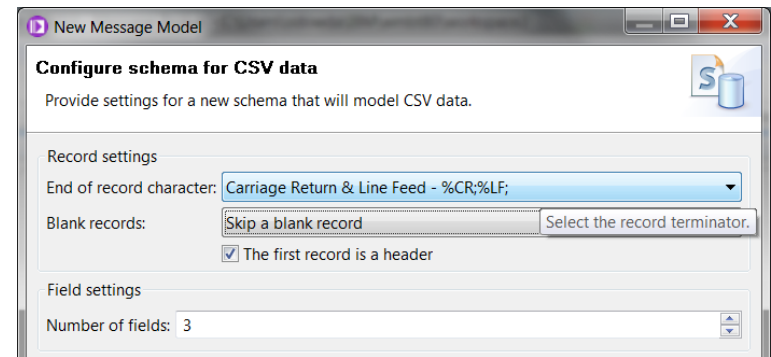 New Message Model
Configure schema for CSV data
Provide settings for a new schema that will model CSV data.
Record settings
End of record character: Carriage Return & Line Feed - %CR;%LF;
Blank records: Skip a blank record
Select the record terminator.
The first record is a header
Field settings
Number of fields: 3